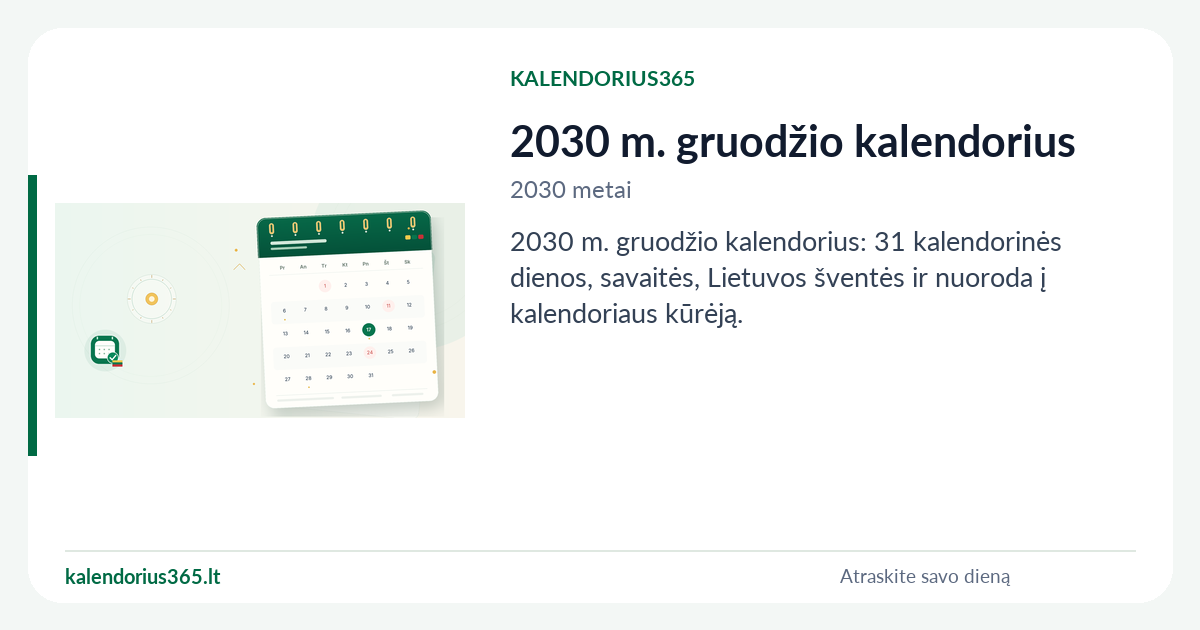 KALENDORIUS365
2030 m. gruodžio kalendorius
2030 metai
2030 m. gruodžio kalendorius: 31 kalendorinės
dienos, savaitės, Lietuvos šventės ir nuoroda į
kalendoriaus kūrėją.
Pr An Tr Kt Pn Št Sk
1 2 3 4 5
6 7 8 9 10 11 12
13 14 15 16 17 18 19
20 21 22 23 24 25 26
27 28 29 30 31
kalendorius365.lt
Atraskite savo dieną